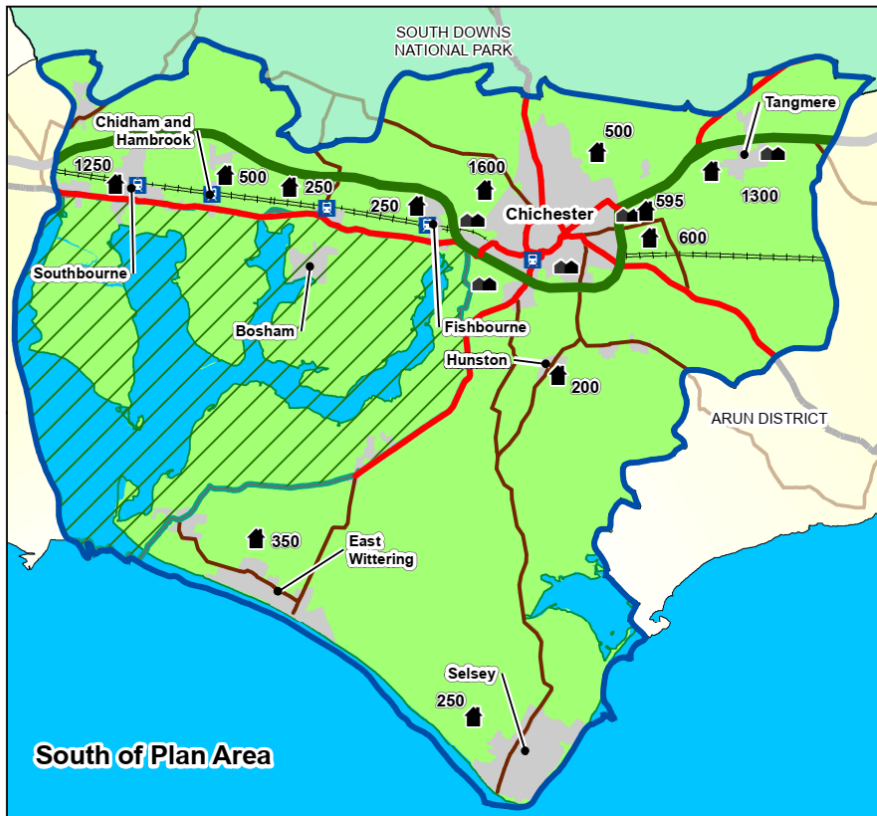 SOUTH DOWNS
NATIONAL PARK
Tangmere
Chidham and
Hambrook
500
1250
500
250
1600
250
1300
Chichester
595
600
Southbourne
Bosham
Fishbourne
Hunston
200
ARUN DISTRICT
350
East
Wittering
Selsey
250
South of Plan Area